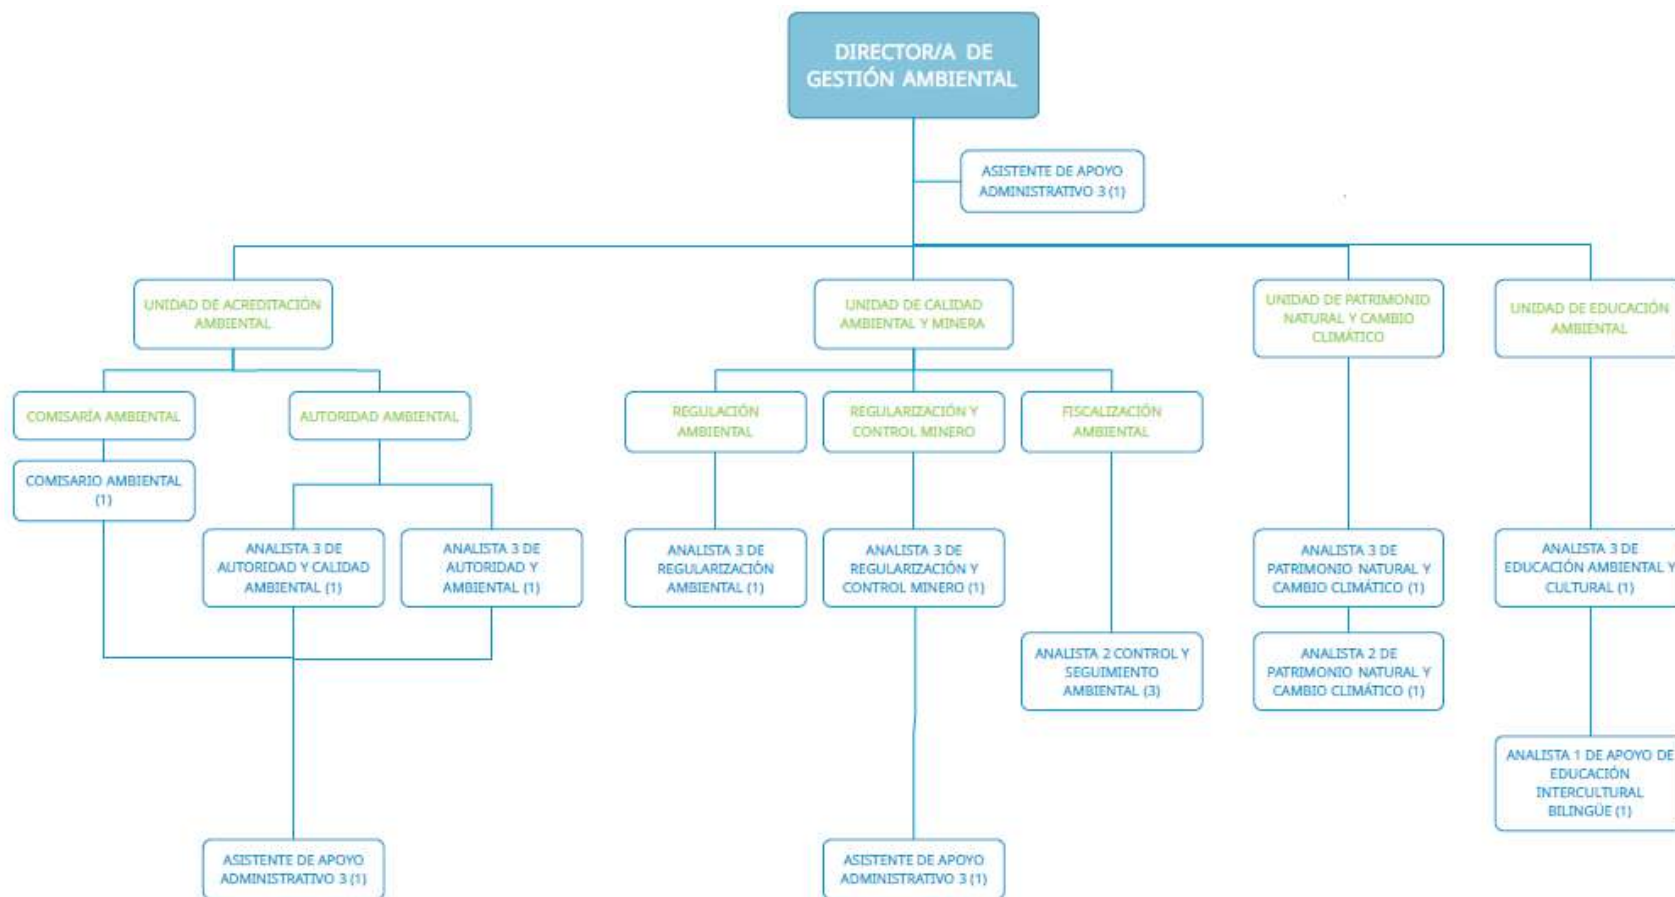 DIRECTOR/A DE
GESTIÓN AMBIENTAL
ASISTENTE DE APOYO
ADMINISTRATIVO 3 (1)
UNIDAD DE ACREDITACIÓN
AMBIENTAL
UNIDAD DE CALIDAD
AMBIENTAL Y MINERA
UNIDAD DE PATRIMONIO
NATURAL Y CAMBIO
CLIMÁTICO
UNIDAD DE EDUCACIÓN
AMBIENTAL
COMISARÍA AMBIENTAL
AUTORIDAD AMBIENTAL
REGULACIÓN
AMBIENTAL
REGULARIZACIÓN Y
CONTROL MINERO
FISCALIZACIÓN
AMBIENTAL
COMISARIO AMBIENTAL
(1)
ANALISTA 3 DE
AUTORIDAD Y CALIDAD
AMBIENTAL (1)
ANALISTA 3 DE
AUTORIDAD Y
AMBIENTAL (1)
ANALISTA 3 DE
REGULARIZACIÓN
AMBIENTAL (1)
ANALISTA 3 DE
REGULARIZACIÓN Y
CONTROL MINERO (1)
ANALISTA 3 DE
PATRIMONIO NATURAL Y
CAMBIO CLIMÁTICO (1)
ANALISTA 3 DE
EDUCACIÓN AMBIENTAL Y
CULTURAL (1)
ANALISTA 2 CONTROL Y
SEGUIMIENTO
AMBIENTAL (3)
ANALISTA 2 DE
PATRIMONIO NATURAL Y
CAMBIO CLIMÁTICO (1)
ANALISTA 1 DE APOYO DE
EDUCACIÓN
INTERCULTURAL
BILINGÜE (1)
ASISTENTE DE APOYO
ADMINISTRATIVO 3 (1)
ASISTENTE DE APOYO
ADMINISTRATIVO 3 (1)